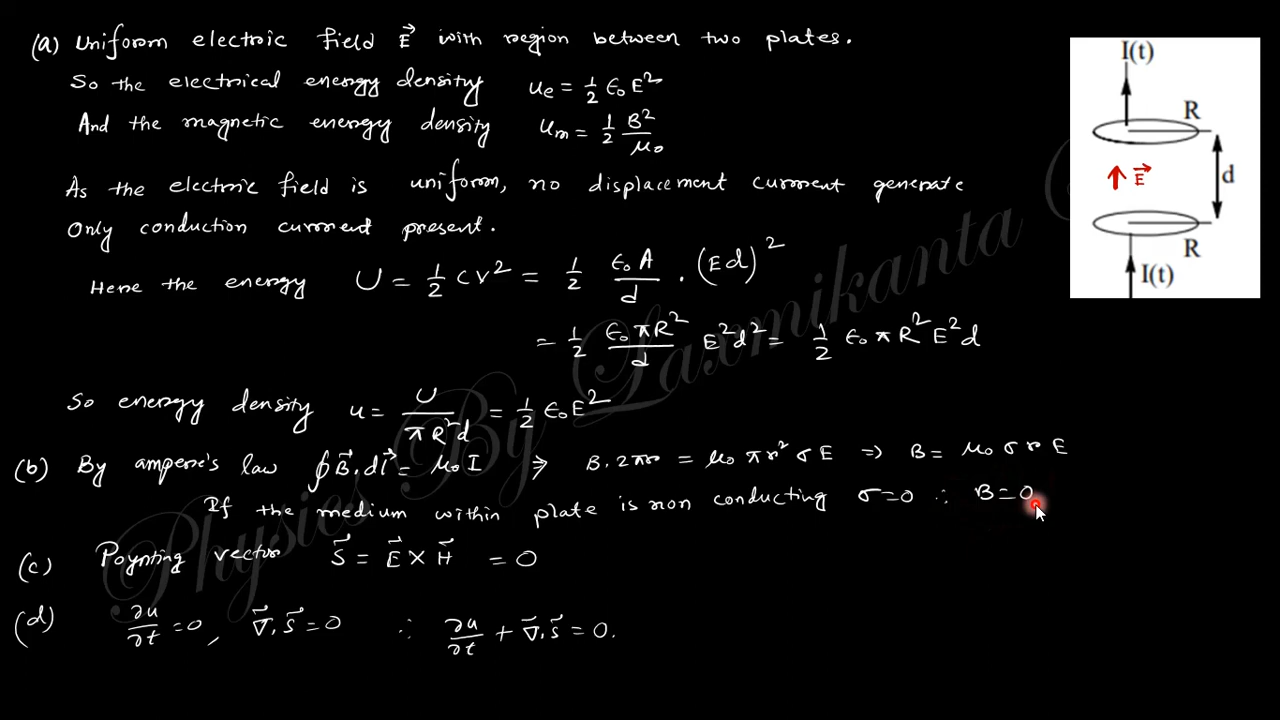 (a) Uniform electric field E⃗ with region between two plates.
So the electrical energy density u_e = 1/2 ϵ₀E²
And the magnetic energy density u_m = 1/2 B²/μ₀
As the electric field is uniform, no displacement current generate
Only conduction current present.
Here the energy U = 1/2 CV² = 1/2 ϵ₀A/d · (Ed)²
= 1/2 ϵ₀πR²/d E²d² = 1/2 ϵ₀πR²E²d
So energy density u = U/πR²d = 1/2 ϵ₀E²
(b) By ampere's law ∮B⃗.dl⃗ = μ₀I ⇒ B.2πr = μ₀πr²σE ⇒ B = μ₀σrE
If the medium within plate is non conducting σ=0 ∴ B=0
(c) Poynting vector S⃗ = E⃗ × H⃗ = 0
(d) ∂u/∂t = 0, ∇⃗.S⃗ = 0 ∴ ∂u/∂t + ∇⃗.S⃗ = 0.
I(t)
R
↑ E⃗
d
R
I(t)
Physics By Laxmikanta